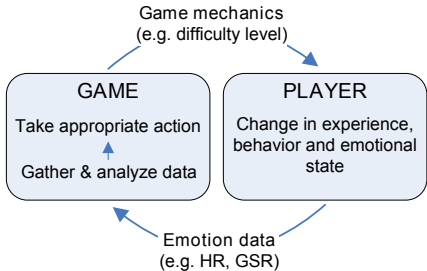 Game mechanics
(e.g. difficulty level)
GAME
Take appropriate action
Gather & analyze data
PLAYER
Change in experience,
behavior and emotional
state
Emotion data
(e.g. HR, GSR)